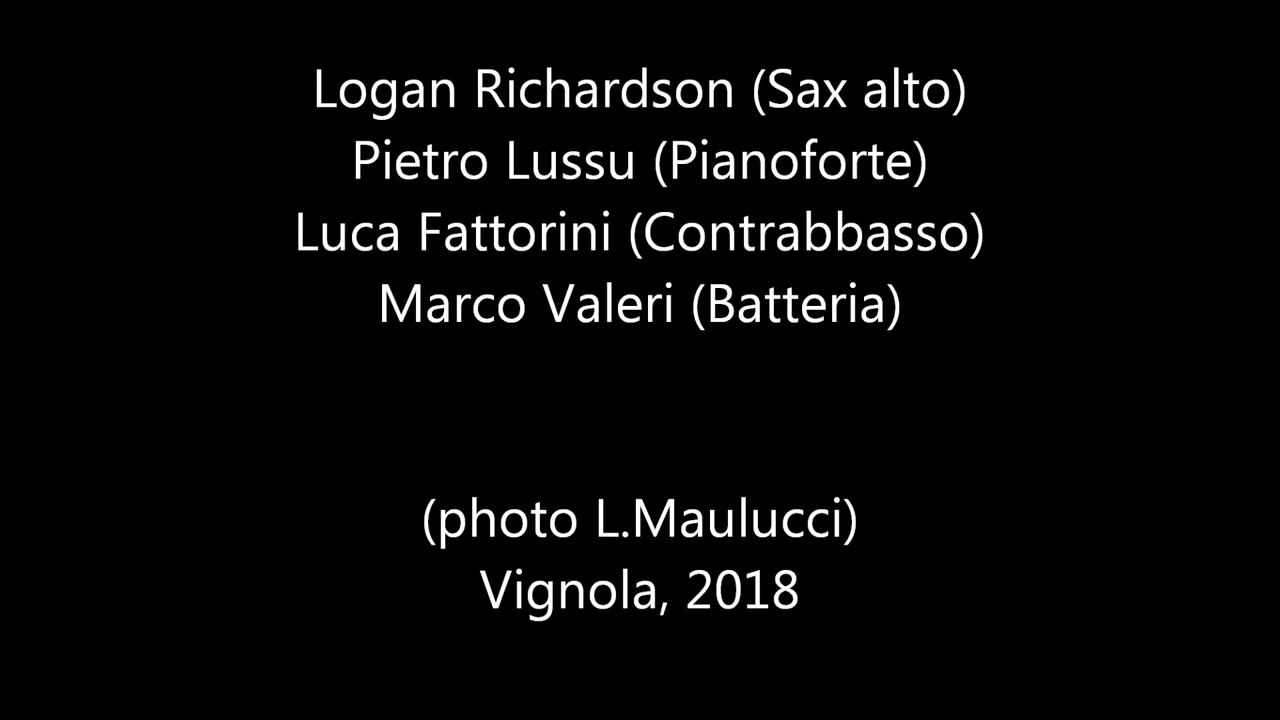 Logan Richardson (Sax alto)
Pietro Lussu (Pianoforte)
Luca Fattorini (Contrabbasso)
Marco Valeri (Batteria)
(photo L.Maulucci)
Vignola, 2018